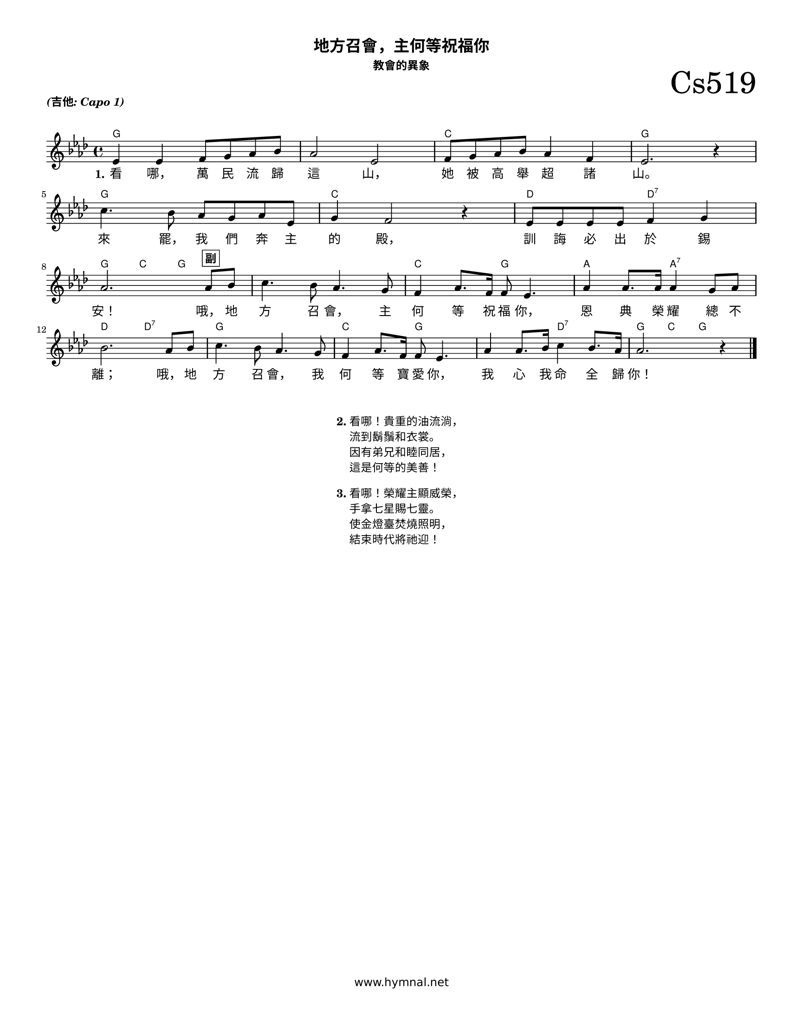 地方召會，主何等祝福你
教會的異象
Cs519
(吉他: Capo 1)
G C G
1. 看 哪， 萬 民 流 歸 這 山， 她 被 高 舉 超 諸 山。
5 G C D D7
來 罷， 我 們 奔 主 的 殿， 訓 誨 必 出 於 錫
8 G C G 副 C G A A7
安！ 哦， 地 方 召 會， 主 何 等 祝 福 你， 恩 典 榮 耀 總 不
12 D D7 G C G D7 G C G
離； 哦， 地 方 召 會， 我 何 等 寶 愛 你， 我 心 我 命 全 歸 你！
2. 看哪！貴重的油流淌，
流到鬍鬚和衣裳。
因有弟兄和睦同居，
這是何等的美善！
3. 看哪！榮耀主顯威榮，
手拿七星賜七靈。
使金燈臺焚燒照明，
結束時代將祂迎！
www.hymnal.net